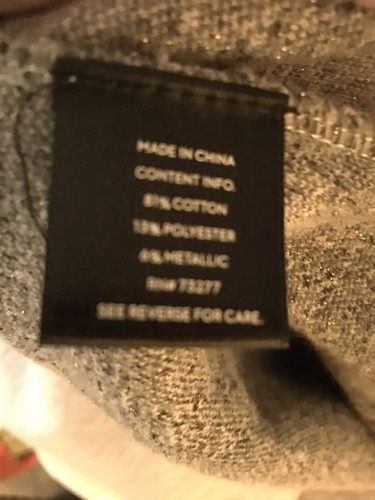 MADE IN CHINA
CONTENT INFO.
81% COTTON
13% POLYESTER
6% METALLIC
RN# 73277
SEE REVERSE FOR CARE.